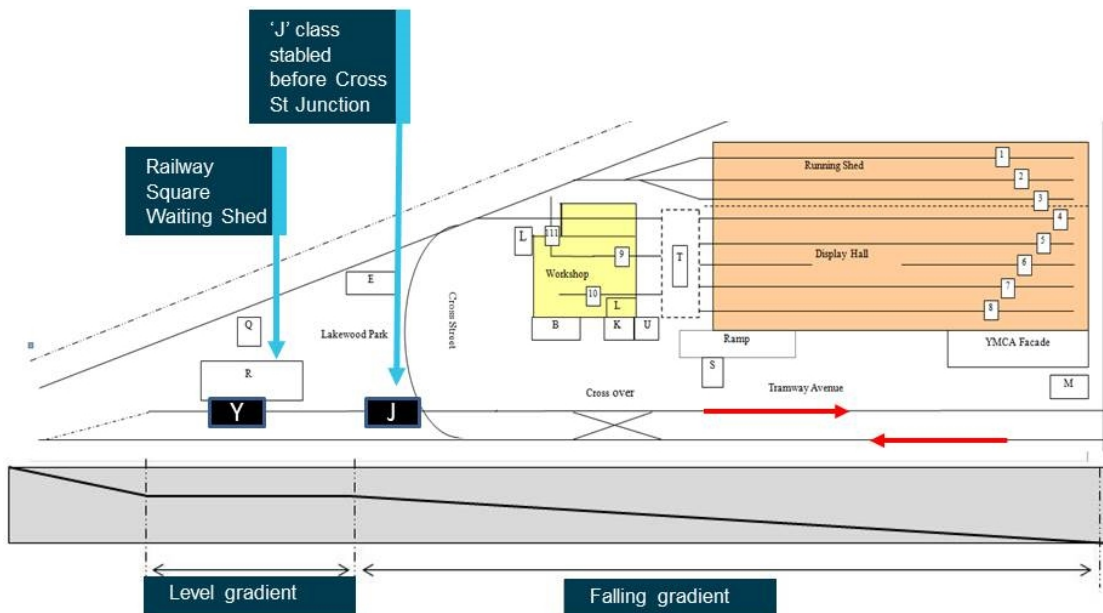 ‘J’ class
stabled
before Cross
St Junction
Railway
Square
Waiting Shed
1
Running Shed
2
3
4
L
111
5
9
T
Display Hall
6
E
Workshop
7
10
Cross Street
L
8
Q
Lakewood Park
B
K
U
Ramp
YMCA Facade
R
S
M
Cross over
Tramway Avenue
Y
J
Level gradient
Falling gradient